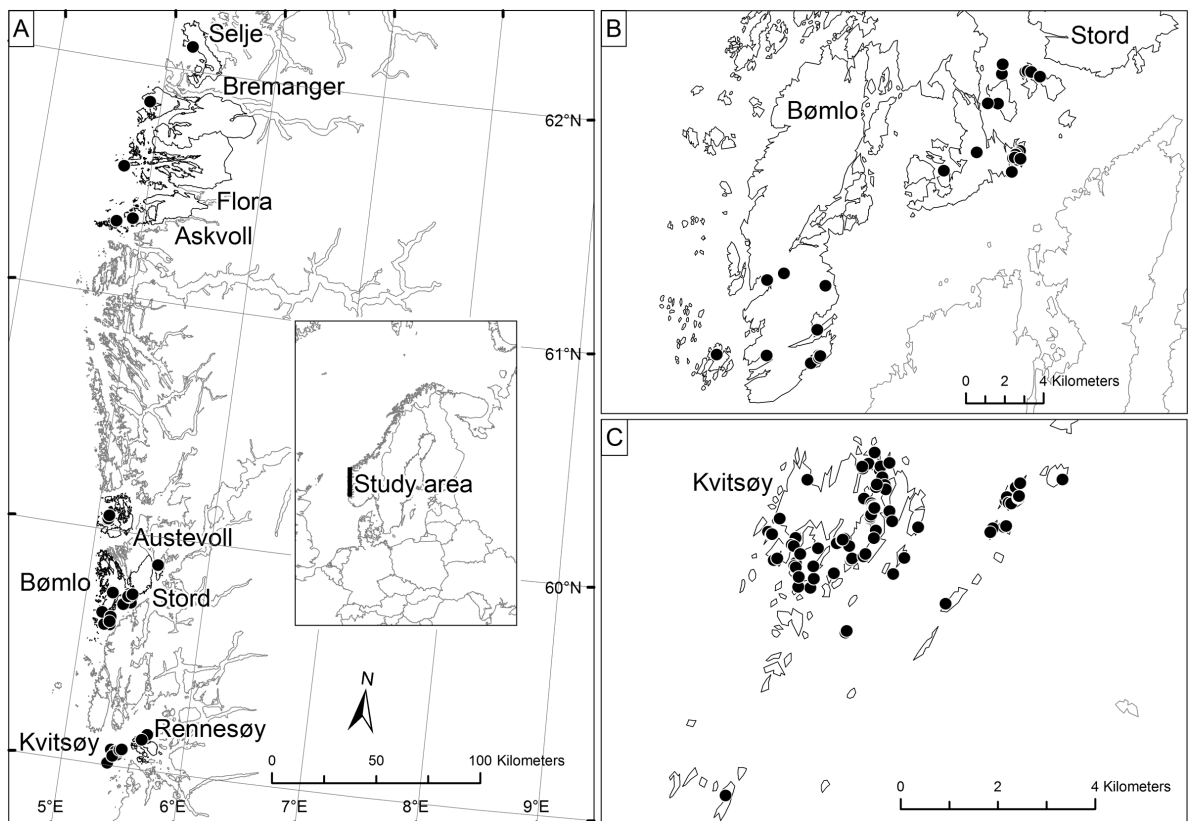 A
Selje
Bremanger
62°N
Flora
Askvoll
61°N
Study area
Austevoll
Bømlo
Stord
60°N
N
Rennesøy
Kvitsøy
0 50 100 Kilometers
5°E 6°E 7°E 8°E 9°E
B
Stord
Bømlo
0 2 4 Kilometers
C
Kvitsøy
0 2 4 Kilometers